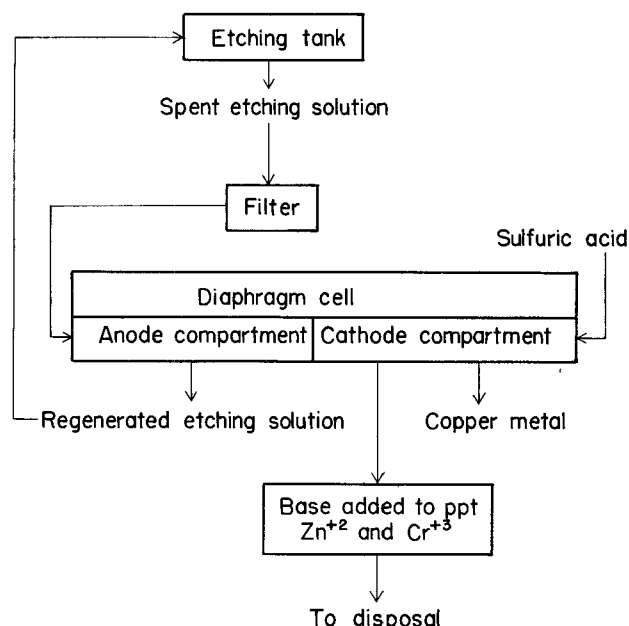 Etching tank
Spent etching solution
Filter
Sulfuric acid
Diaphragm cell
Anode compartment
Cathode compartment
Regenerated etching solution
Copper metal
Base added to ppt
Zn⁺² and Cr⁺³
To disposal